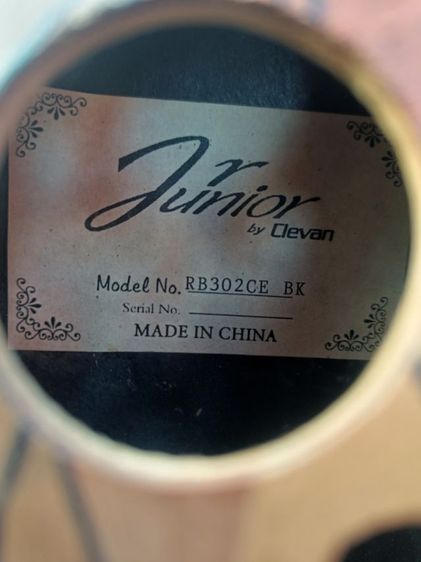 Junior
by Clevan
Model No. RB302CE BK
Serial No.
MADE IN CHINA